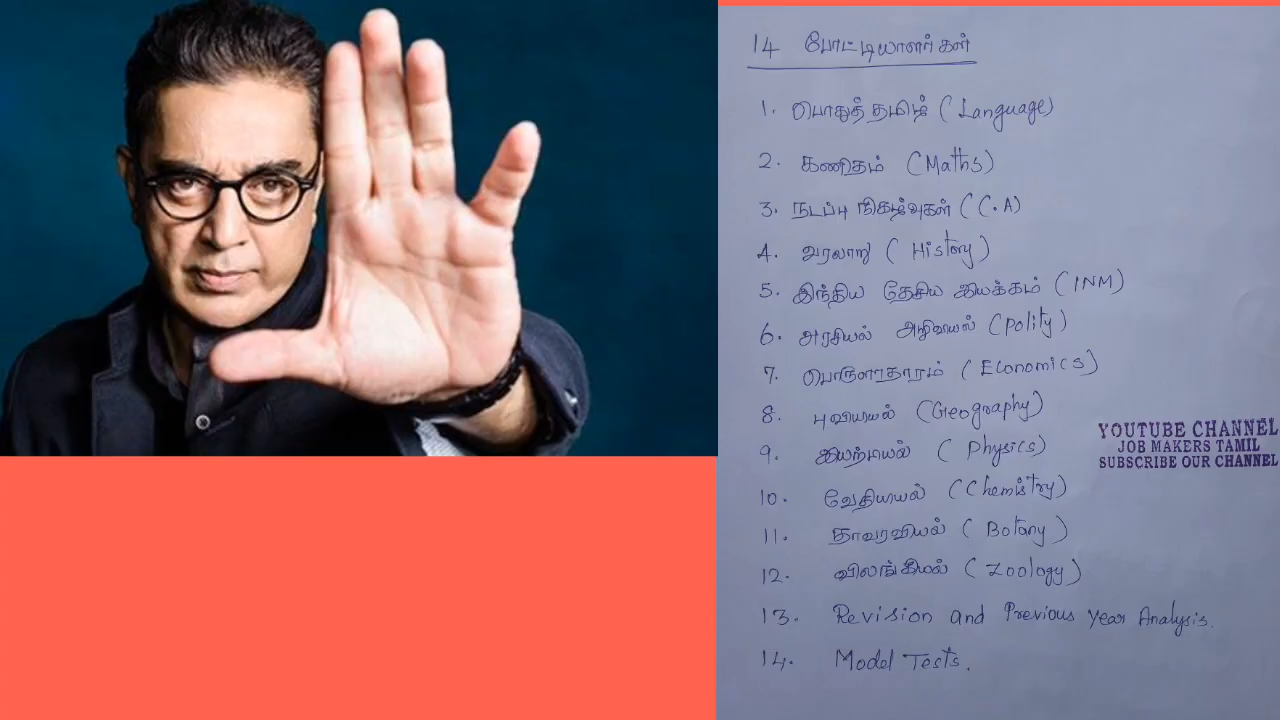 14 போட்டியாளர்கள்
1. பொதுத் தமிழ் (Language)
2. கணிதம் (Maths)
3. நடப்பு நிகழ்வுகள் (C.A)
4. வரலாறு (History)
5. இந்திய தேசிய இயக்கம் (INM)
6. அரசியல் அறிவியல் (Polity)
7. பொருளாதாரம் (Economics)
8. புவியியல் (Geography)
9. இயற்பியல் (Physics)
10. வேதியியல் (Chemistry)
11. தாவரவியல் (Botany)
12. விலங்கியல் (Zoology)
13. Revision and Previous Year Analysis.
14. Model Tests.
YOUTUBE CHANNEL
JOB MAKERS TAMIL
SUBSCRIBE OUR CHANNEL